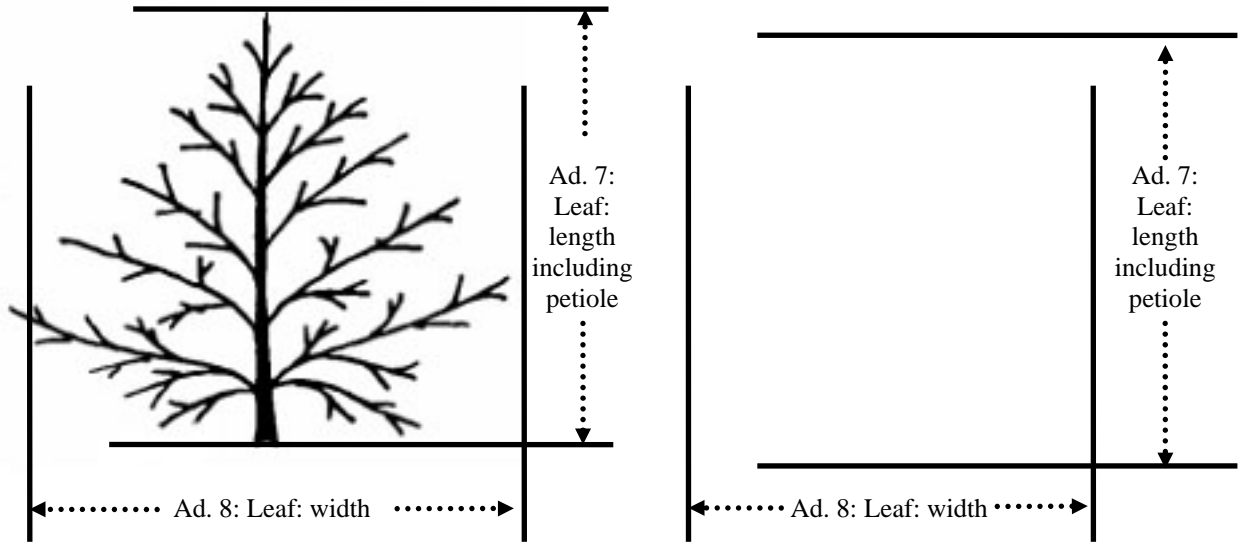 Ad. 7:
Leaf:
length
including
petiole
Ad. 8: Leaf: width
Ad. 7:
Leaf:
length
including
petiole
Ad. 8: Leaf: width